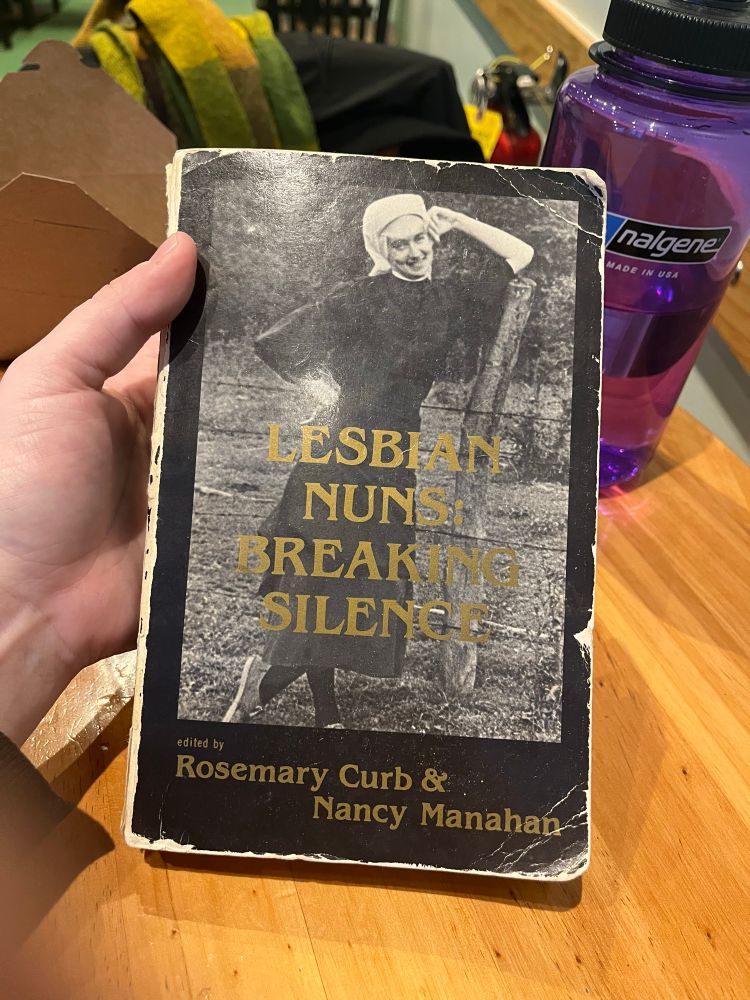 LESBIAN
NUNS:
BREAKING
SILENCE
edited by
Rosemary Curb &
Nancy Manahan
nalgene
MADE IN USA